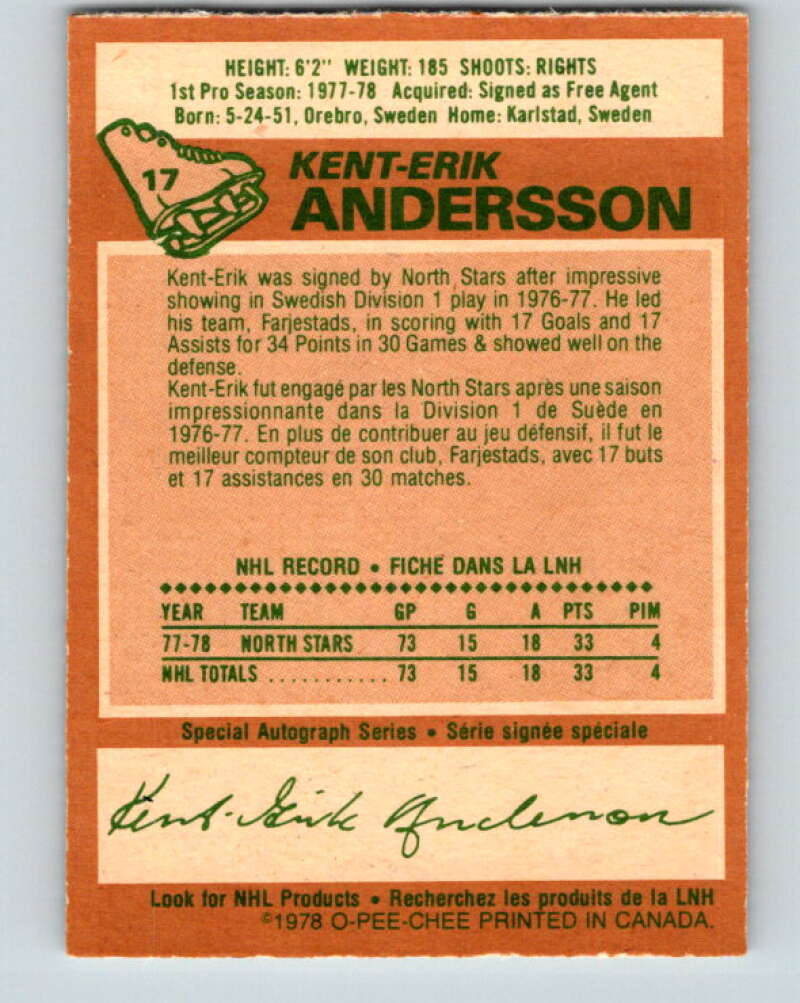 HEIGHT: 6'2" WEIGHT: 185 SHOOTS: RIGHTS
1st Pro Season: 1977-78 Acquired: Signed as Free Agent
Born: 5-24-51, Orebro, Sweden Home: Karlstad, Sweden
17
KENT-ERIK
ANDERSSON
Kent-Erik was signed by North Stars after impressive
showing in Swedish Division 1 play in 1976-77. He led
his team, Farjestads, in scoring with 17 Goals and 17
Assists for 34 Points in 30 Games & showed well on the
defense.
Kent-Erik fut engagé par les North Stars après une saison
impressionnante dans la Division 1 de Suède en
1976-77. En plus de contribuer au jeu défensif, il fut le
meilleur compteur de son club, Farjestads, avec 17 buts
et 17 assistances en 30 matches.
NHL RECORD • FICHE DANS LA LNH
YEAR TEAM GP G A PTS PIM
77-78 NORTH STARS 73 15 18 33 4
NHL TOTALS ........... 73 15 18 33 4
Special Autograph Series • Série signée spéciale
Kent-Erik Andersson
Look for NHL Products • Recherchez les produits de la LNH
©1978 O-PEE-CHEE PRINTED IN CANADA.